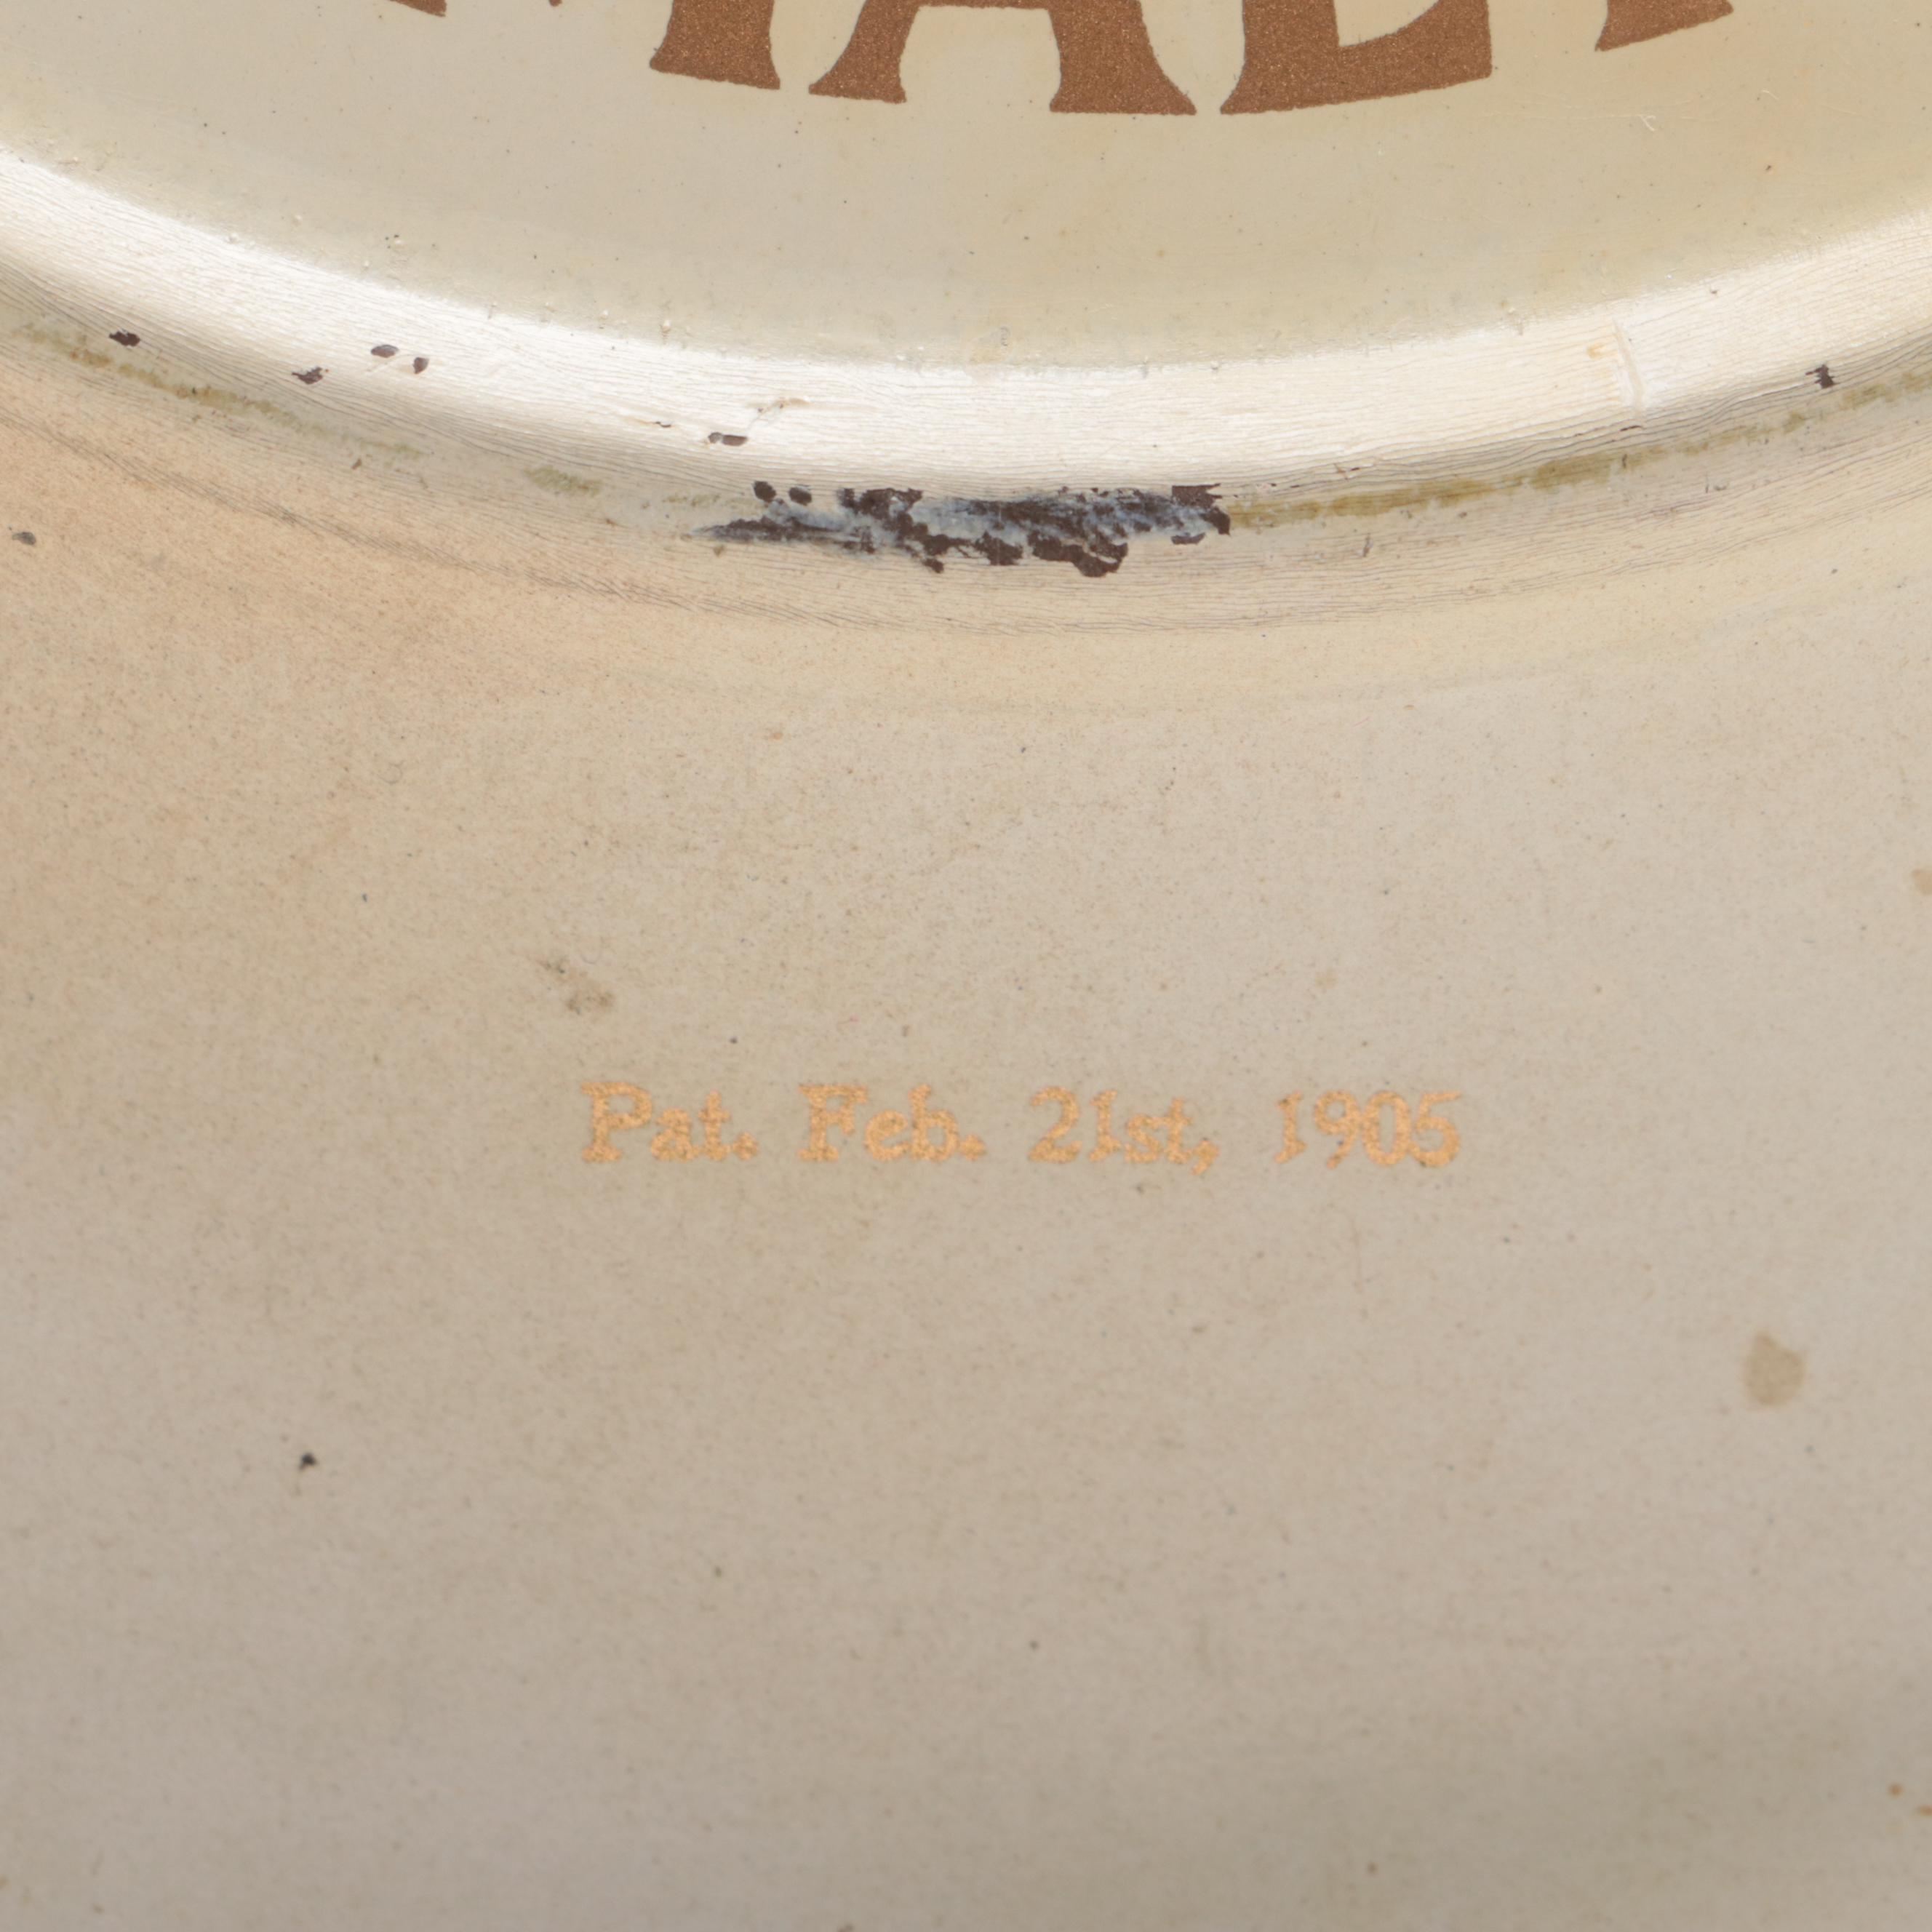 Pat. Feb. 21st, 1905